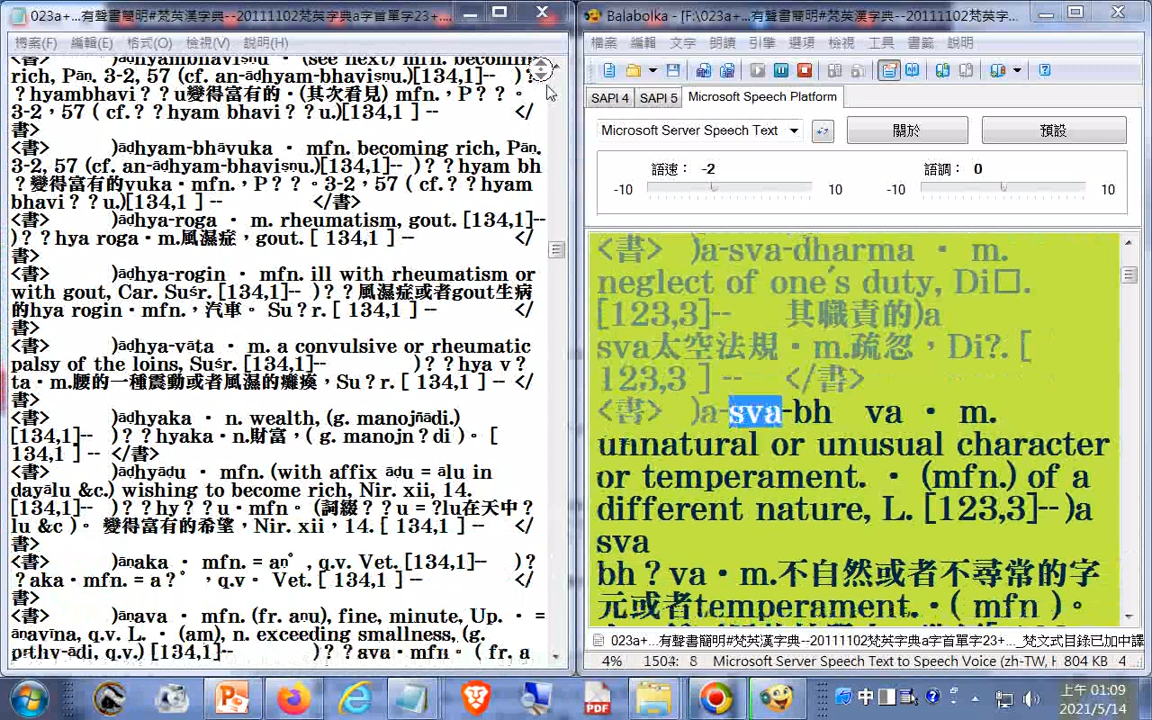 023a+...有聲書簡明#梵英漢字典--20111102梵英字典a字首單字23+...
檔案(F) 編輯(E) 格式(O) 檢視(V) 說明(H)
rich, Pāṇ. 3-2, 57 (cf. an-āḍhyam-bhaviṣṇu.)[134,1]-- )?
?hyambhavi??u變得富有的・(其次看見) mfn.，P??。
3-2，57 ( cf.??hyam bhavi??u.)[134,1 ] -- </
書>
<書> )āḍhyam-bhāvuka ・ mfn. becoming rich, Pāṇ.
3-2, 57 (cf. an-āḍhyam-bhaviṣṇu.)[134,1]-- )??hyam bh
?變得富有的vuka・mfn.，P??。3-2，57 ( cf.??hyam
bhavi??u.)[134,1 ] -- </書>
<書> )āḍhya-roga ・ m. rheumatism, gout. [134,1]--
)??hya roga・m.風濕症，gout. [ 134,1 ] -- </
書>
<書> )āḍhya-rogin ・ mfn. ill with rheumatism or
with gout, Car. Suśr. [134,1]-- )??風濕症或者gout生病
的hya rogin・mfn.，汽車。 Su?r. [ 134,1 ] -- </
書>
<書> )āḍhya-vāta ・ m. a convulsive or rheumatic
palsy of the loins, Suśr. [134,1]-- )??hya v?
ta・m.腰的一種震動或者風濕的癱瘓，Su?r. [ 134,1 ] -- </
書>
<書> )āḍhyaka ・ n. wealth, (g. manojñādi.)
[134,1]-- )??hyaka・n.財富，( g. manojn?di )。 [
134,1 ] -- </書>
<書> )āḍhyāḍu ・ mfn. (with affix āḍu = ālu in
dayālu &c.) wishing to become rich, Nir. xii, 14.
[134,1]-- )??hy??u・mfn。 (詞綴??u = ?lu在天中?
lu &c )。 變得富有的希望，Nir. xii，14. [ 134,1 ] -- </
書>
<書> )āṇaka ・ mfn. = aṇ° , q.v. Vet. [134,1]-- )?
?aka・mfn. = a?° ，q.v・ Vet. [ 134,1 ] -- </
書>
<書> )āṇava ・ mfn. (fr. aṇu), fine, minute, Up. ・ =
āṇavīna, q.v. L. ・ (am), n. exceeding smallness, (g.
pṛthv-ādi, q.v.) [134,1]-- )??ava・mfn・ ( fr. a
Balabolka - [F:\023a+...有聲書簡明#梵英漢字典--20111102梵英字...
檔案 編輯 文字 朗讀 引擎 選項 檢視 工具 書籤 說明
SAPI 4 SAPI 5 Microsoft Speech Platform
Microsoft Server Speech Text 關於 預設
語速： -2 語調： 0
-10 10 -10 10
<書> )a-sva-dharma ・ m.
neglect of one's duty, Di□.
[123,3]-- 其職責的)a
sva太空法規・m.疏忽，Di?. [
123,3 ] -- </書>
<書> )a-sva-bh va ・ m.
unnatural or unusual character
or temperament. ・ (mfn.) of a
different nature, L. [123,3]-- )a
sva
bh?va・m.不自然或者不尋常的字
元或者temperament.・( mfn )。
023a+...有聲書簡明#梵英漢字典--20111102梵英字典a字首單字23+..._梵文式目錄已加中譯
4% 1504: 8 Microsoft Server Speech Text to Speech Voice (zh-TW, H 804 KB 4
PDF 中
上午 01:09
2021/5/14